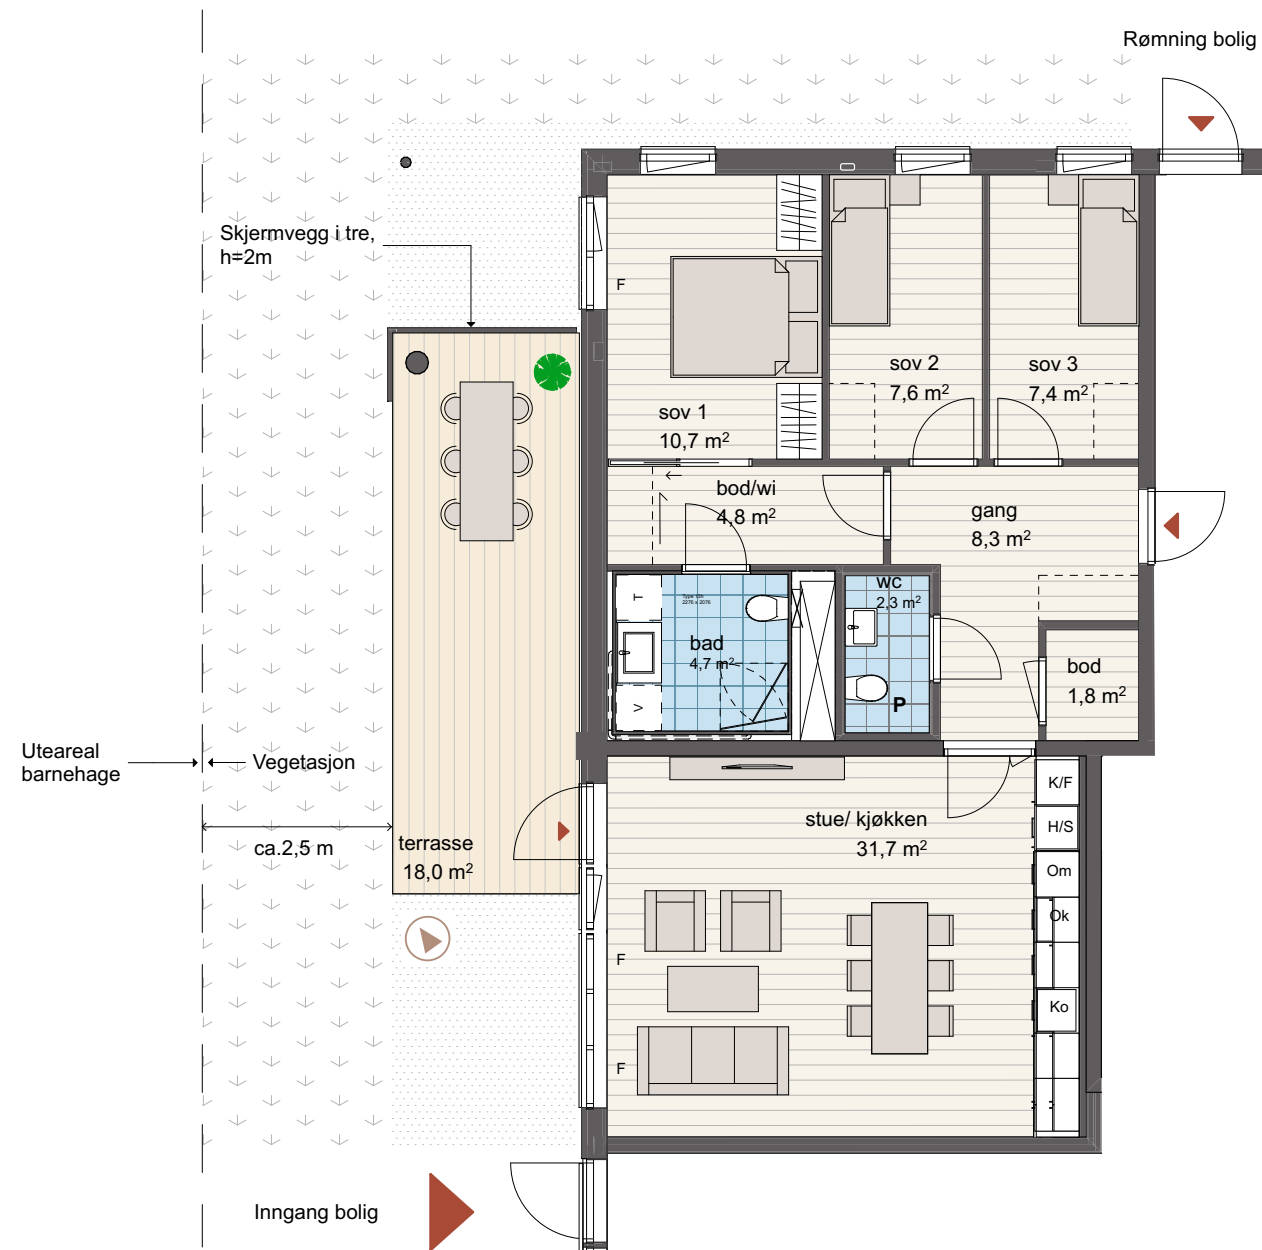 Rømning bolig
Skjermvegg i tre,
h=2m
F
sov 1
10,7 m²
sov 2
7,6 m²
sov 3
7,4 m²
bod/wi
4,8 m²
gang
8,3 m²
T
bad
4,7 m²
V
wc
2,3 m²
P
bod
1,8 m²
Uteareal
barnehage
Vegetasjon
ca.2,5 m
terrasse
18,0 m²
stue/ kjøkken
31,7 m²
K/F
H/S
Om
Ok
Ko
F
F
Inngang bolig